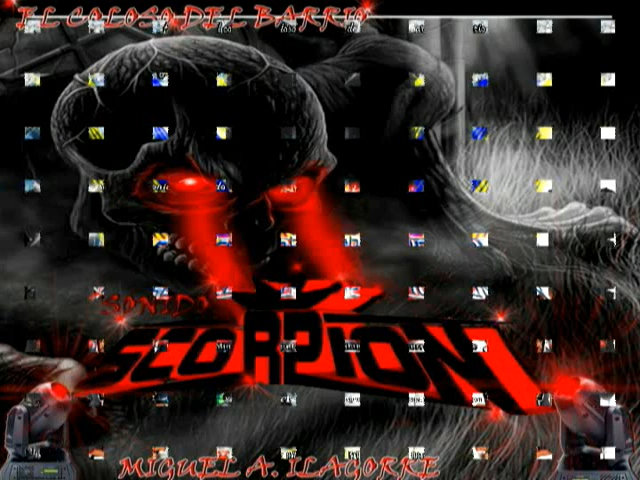 EL COLOSO DEL BARRIO
SONIDO
SCORPION
MIGUEL A. ILAGORRE